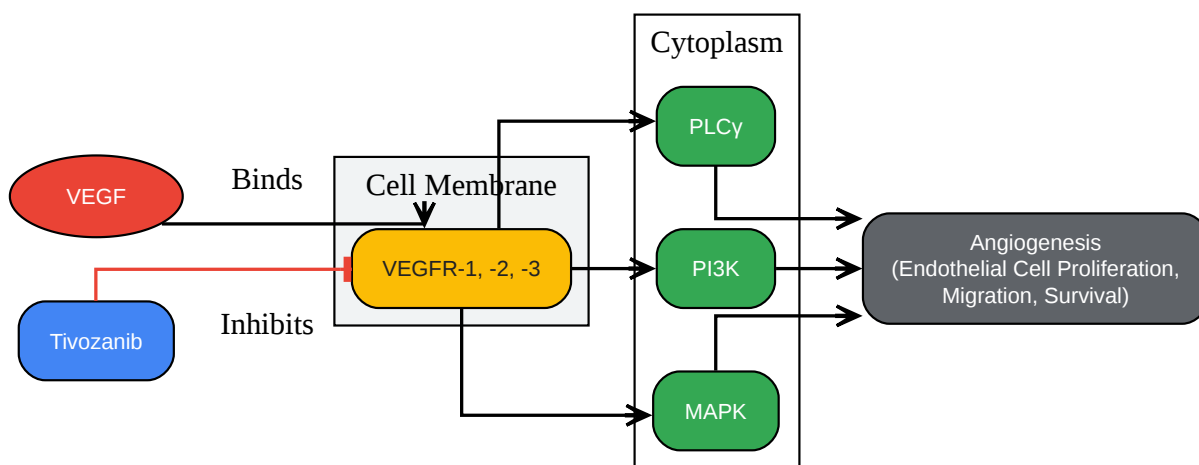 Cytoplasm
PLCγ
Binds
Cell Membrane
VEGF
VEGFR-1, -2, -3
PI3K
Angiogenesis
(Endothelial Cell Proliferation,
Migration, Survival)
Inhibits
Tivozanib
MAPK